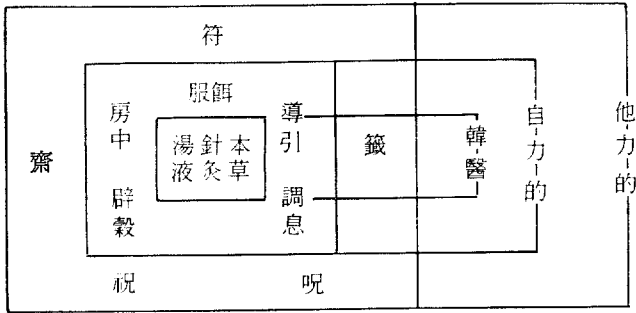 符
服餌
房中
辟穀
本草
針灸
湯液
導引
調息
齋
籤
韓醫
自力的
他力的
祝
呪